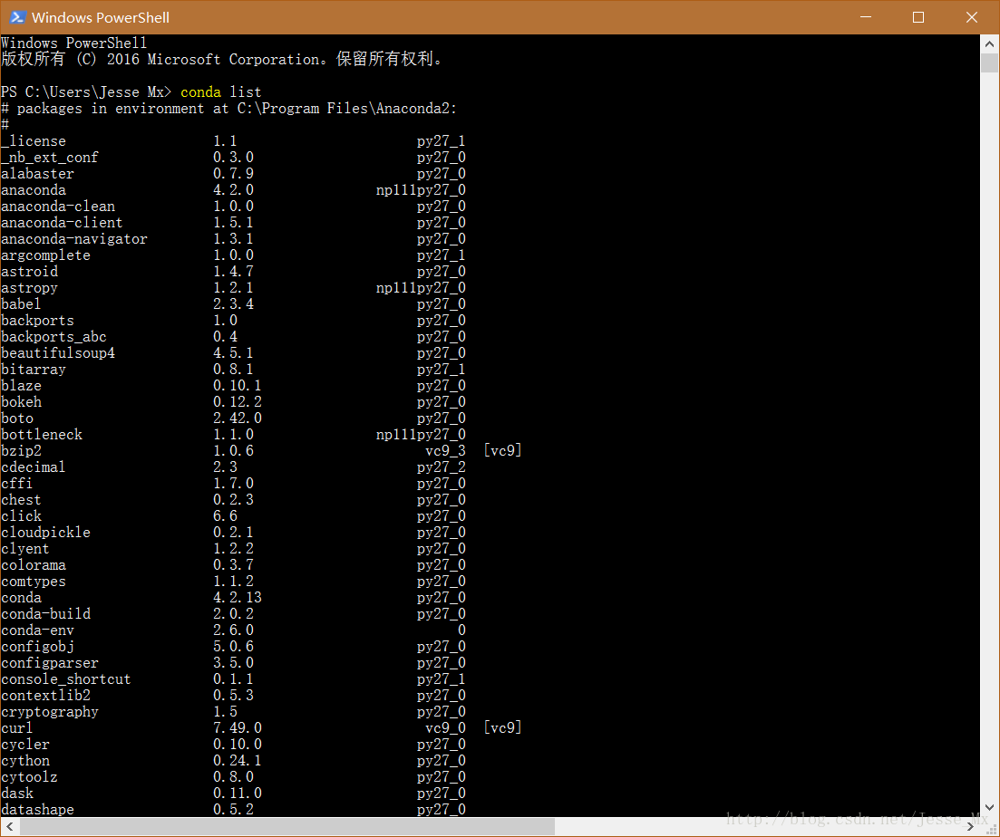 Windows PowerShell
Windows PowerShell
版权所有 (C) 2016 Microsoft Corporation。保留所有权利。
PS C:\Users\Jesse Mx> conda list
# packages in environment at C:\Program Files\Anaconda2:
#
_license 1.1 py27_1
_nb_ext_conf 0.3.0 py27_0
alabaster 0.7.9 py27_0
anaconda 4.2.0 np111py27_0
anaconda-clean 1.0.0 py27_0
anaconda-client 1.5.1 py27_0
anaconda-navigator 1.3.1 py27_0
argcomplete 1.0.0 py27_1
astroid 1.4.7 py27_0
astropy 1.2.1 np111py27_0
babel 2.3.4 py27_0
backports 1.0 py27_0
backports_abc 0.4 py27_0
beautifulsoup4 4.5.1 py27_0
bitarray 0.8.1 py27_1
blaze 0.10.1 py27_0
bokeh 0.12.2 py27_0
boto 2.42.0 py27_0
bottleneck 1.1.0 np111py27_0
bzip2 1.0.6 vc9_3 [vc9]
cdecimal 2.3 py27_2
cffi 1.7.0 py27_0
chest 0.2.3 py27_0
click 6.6 py27_0
cloudpickle 0.2.1 py27_0
clyent 1.2.2 py27_0
colorama 0.3.7 py27_0
comtypes 1.1.2 py27_0
conda 4.2.13 py27_0
conda-build 2.0.2 py27_0
conda-env 2.6.0 0
configobj 5.0.6 py27_0
configparser 3.5.0 py27_0
console_shortcut 0.1.1 py27_1
contextlib2 0.5.3 py27_0
cryptography 1.5 py27_0
curl 7.49.0 vc9_0 [vc9]
cycler 0.10.0 py27_0
cython 0.24.1 py27_0
cytoolz 0.8.0 py27_0
dask 0.11.0 py27_0
datashape 0.5.2 py27_0
http://blog.csdn.net/Jesse_Mx